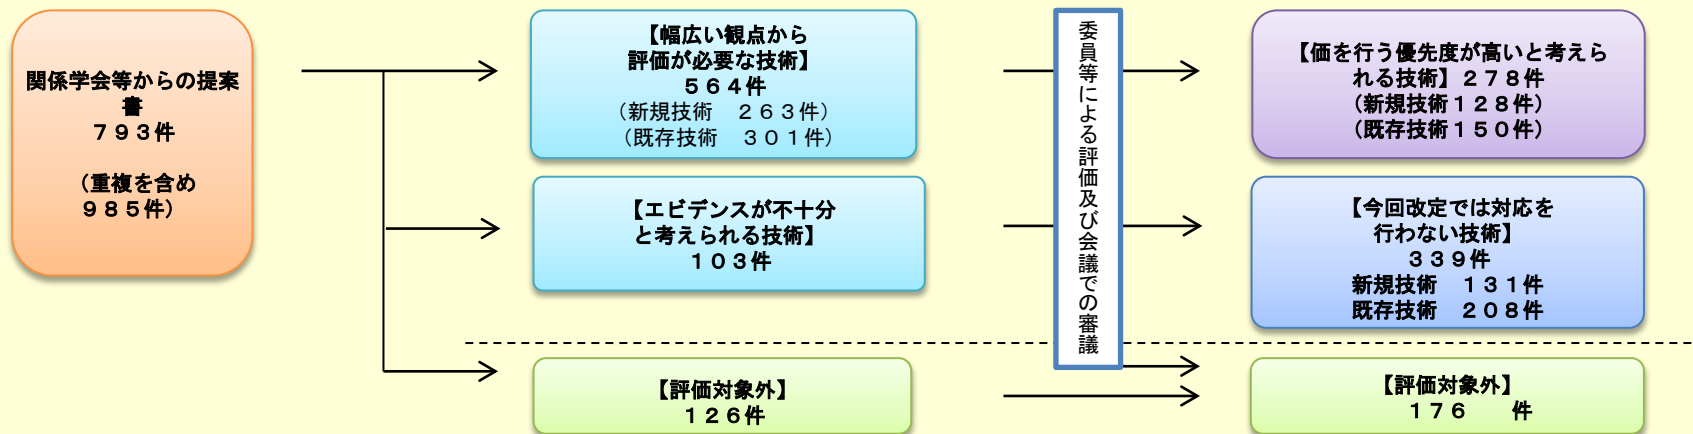 関係学会等からの提案
書
７９３件
（重複を含め
９８５件）
【幅広い観点から
評価が必要な技術】
５６４件
（新規技術　２６３件）
（既存技術　３０１件）
【エビデンスが不十分
と考えられる技術】
１０３件
【評価対象外】
１２６件
委員等による評価及び会議での審議
【価を行う優先度が高いと考えら
れる技術】２７８件
（新規技術１２８件）
（既存技術１５０件）
【今回改定では対応を
行わない技術】
３３９件
新規技術　１３１件
既存技術　２０８件
【評価対象外】
１７６　　件